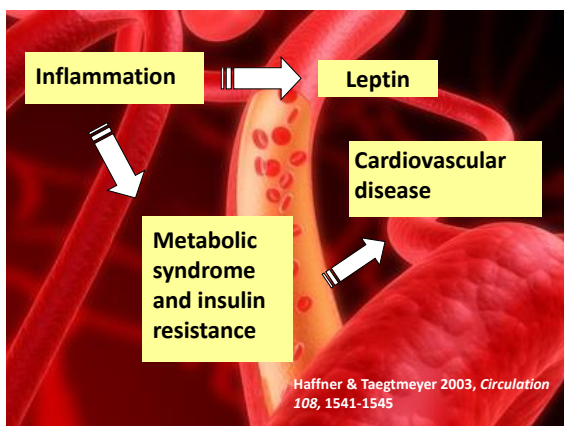 Inflammation
Leptin
Cardiovascular
disease
Metabolic
syndrome
and insulin
resistance
Haffner & Taegtmeyer 2003, Circulation
108, 1541-1545